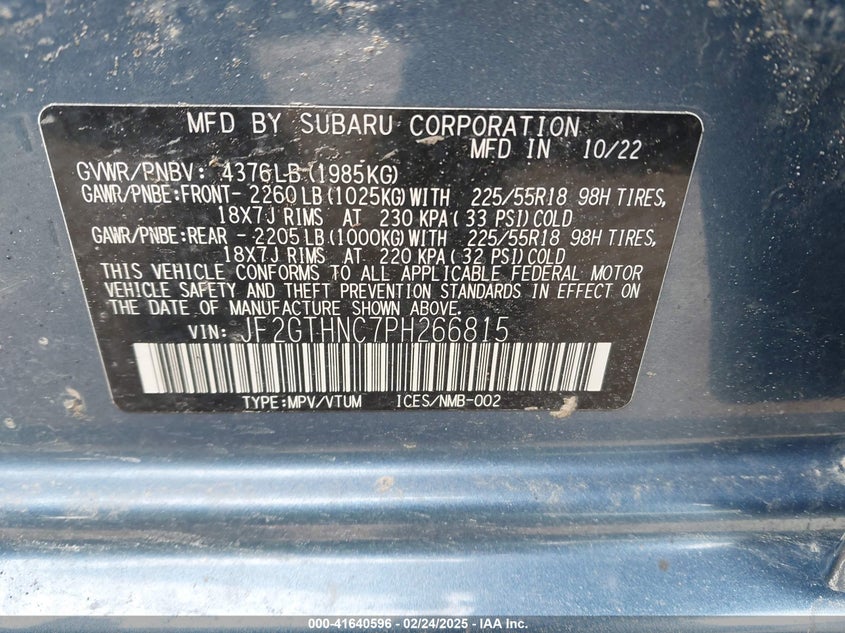 MFD BY SUBARU CORPORATION
MFD IN 10/22
GVWR/PNBV: 4376LB(1985KG)
GAWR/PNBE:FRONT- 2260LB(1025KG)WITH 225/55R18 98H TIRES,
18X7J RIMS AT 230 KPA( 33 PSI)COLD
GAWR/PNBE:REAR - 2205LB(1000KG)WITH 225/55R18 98H TIRES,
18X7J RIMS AT 220 KPA( 32 PSI)COLD
THIS VEHICLE CONFORMS TO ALL APPLICABLE FEDERAL MOTOR
VEHICLE SAFETY AND THEFT PREVENTION STANDARDS IN EFFECT ON
THE DATE OF MANUFACTURE SHOWN ABOVE.
VIN: JF2GTHNC7PH266815
TYPE:MPV/VTUM ICES/NMB-002
000-41640596 - 02/24/2025 - IAA Inc.